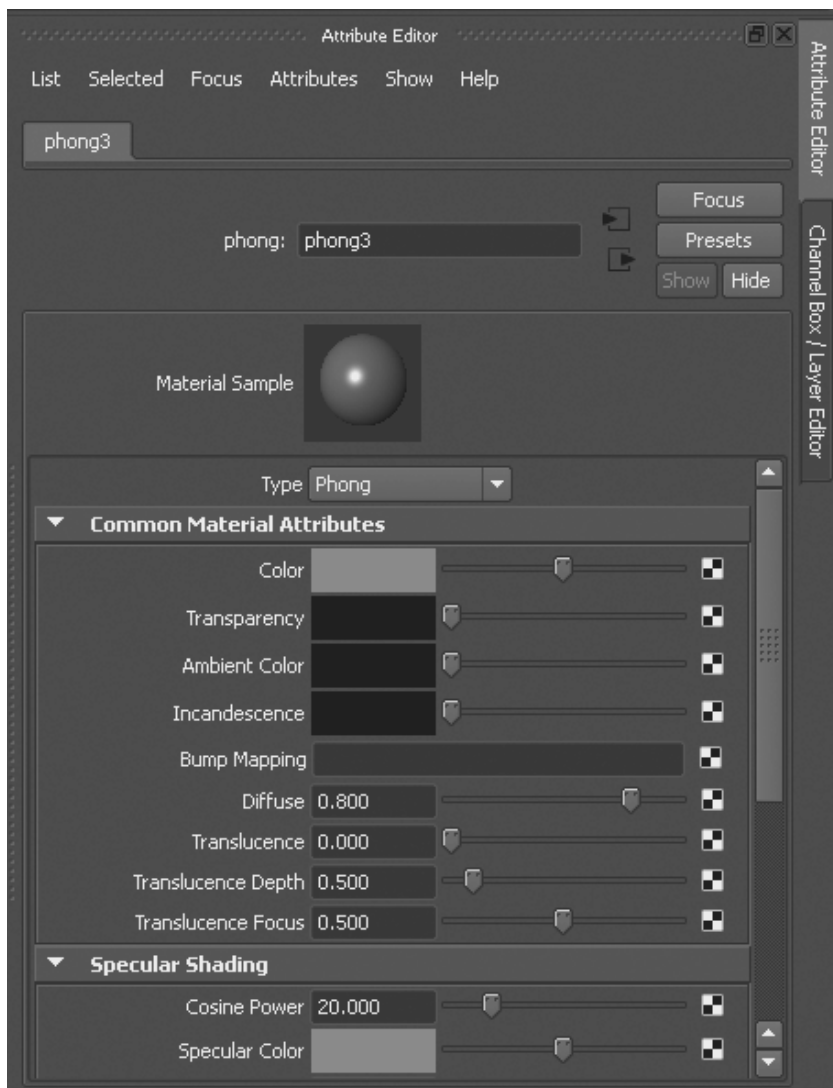 Attribute Editor
List Selected Focus Attributes Show Help
phong3
Focus
phong: phong3
Presets
Show Hide
Material Sample
Type Phong
Common Material Attributes
Color
Transparency
Ambient Color
Incandescence
Bump Mapping
Diffuse 0.800
Translucence 0.000
Translucence Depth 0.500
Translucence Focus 0.500
Specular Shading
Cosine Power 20.000
Specular Color
Attribute Editor
Channel Box / Layer Editor